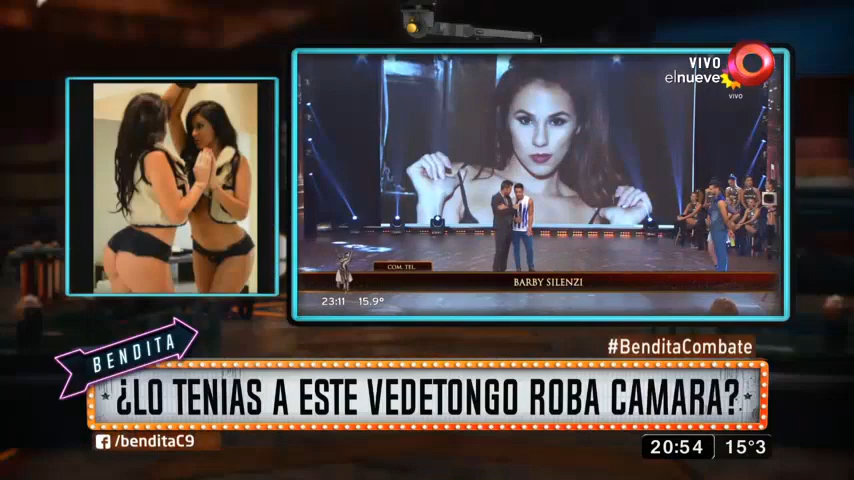 VIVO
elnueve
VIVO
COM. TEL.
BARBY SILENZI
23:11 15.9°
#BenditaCombate
BENDITA
¿LO TENIAS A ESTE VEDETONGO ROBA CAMARA?
/benditaC9
20:54 15°3